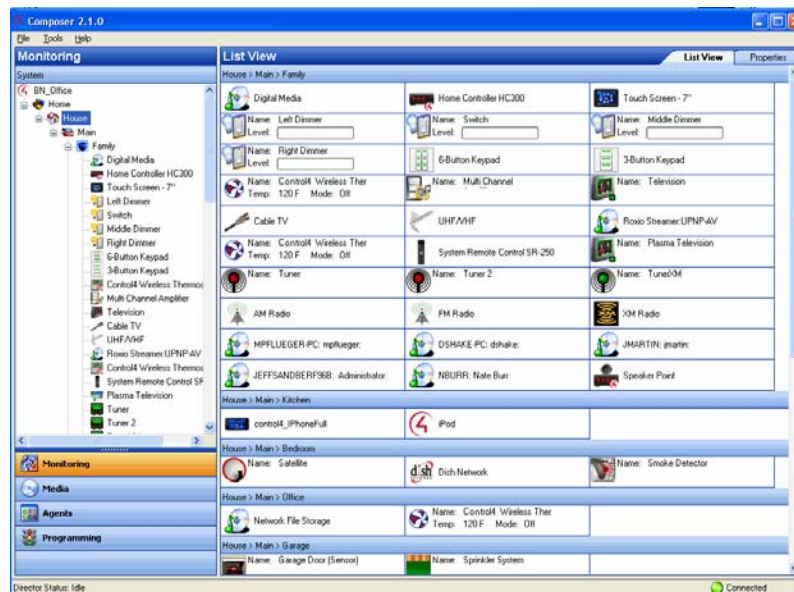 Composer 2.1.0
File Tools Help
Monitoring
System
BN_Office
Home
House
Main
Family
Digital Media
Home Controller HC300
Touch Screen - 7"
Left Dimmer
Switch
Middle Dimmer
Right Dimmer
6-Button Keypad
3-Button Keypad
Control4 Wireless Thermos
Multi Channel Amplifier
Television
Cable TV
UHF/VHF
Roxio Streamer:UPNP-AV
Control4 Wireless Thermos
System Remote Control SR
Plasma Television
Tuner
Tuner 2
Monitoring
Media
Agents
Programming
List View
List View Properties
House > Main > Family
Digital Media Home Controller HC300 Touch Screen - 7"
Name: Left Dimmer Name: Switch Name: Middle Dimmer
Level: Level: Level:
Name: Right Dimmer
Level: 6-Button Keypad 3-Button Keypad
Name: Control4 Wireless Ther Name: Multi Channel Name: Television
Temp: 120 F Mode: Off
Cable TV UHF/VHF Roxio Streamer:UPNP-AV
Name: Control4 Wireless Ther System Remote Control SR-250 Name: Plasma Television
Temp: 120 F Mode: Off
Name: Tuner Name: Tuner 2 Name: TunerXM
AM Radio FM Radio XM Radio
MPFLUEGER-PC: mpflueger: DSHAKE-PC: dshake: JMARTIN: jmartin:
JEFFSANDBERF968: Administrator: NBURR: Nate Burr: Speaker Point
House > Main > Kitchen
control4_IPhoneFull iPod
House > Main > Bedroom
Name: Satellite dish Dish Network Name: Smoke Detector
House > Main > Office
Network File Storage Name: Control4 Wireless Ther
Temp: 120 F Mode: Off
House > Main > Garage
Name: Garage Door (Sensor) Name: Sprinkler System
Director Status: Idle Connected